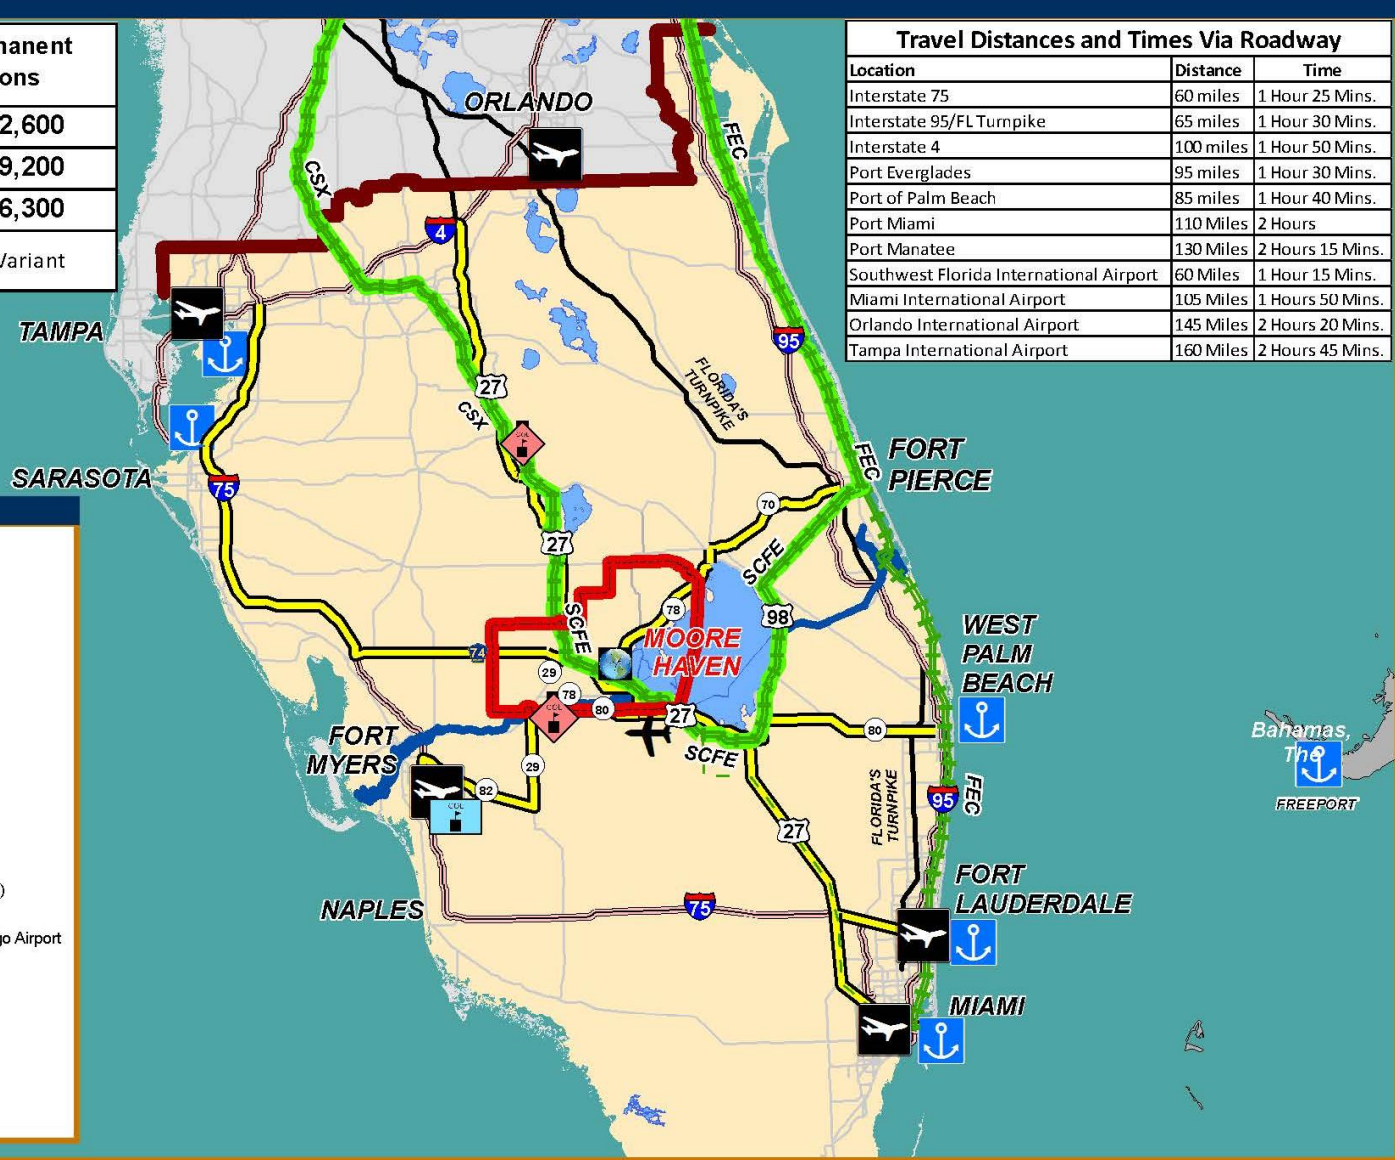 manent
ons
2,600
9,200
6,300
Variant
Travel Distances and Times Via Roadway
Location Distance Time
Interstate 75 60 miles 1 Hour 25 Mins.
Interstate 95/FL Turnpike 65 miles 1 Hour 30 Mins.
Interstate 4 100 miles 1 Hour 50 Mins.
Port Everglades 95 miles 1 Hour 30 Mins.
Port of Palm Beach 85 miles 1 Hour 40 Mins.
Port Miami 110 Miles 2 Hours
Port Manatee 130 Miles 2 Hours 15 Mins.
Southwest Florida International Airport 60 Miles 1 Hour 15 Mins.
Miami International Airport 105 Miles 1 Hours 50 Mins.
Orlando International Airport 145 Miles 2 Hours 20 Mins.
Tampa International Airport 160 Miles 2 Hours 45 Mins.
ORLANDO
FEC
CSX
4
TAMPA
95
27
FLORIDA'S
TURNPIKE
CSX
COE
SARASOTA
75
FEC
FORT
PIERCE
70
27
SCFE
78
98
SCFE
MOORE
HAVEN
WEST
PALM
BEACH
74
29
78
80
COE
27
80
SCFE
FORT
MYERS
29
82
COE
FLORIDA'S
TURNPIKE
95
FEC
27
Bahamas,
The
FREEPORT
NAPLES
75
FORT
LAUDERDALE
MIAMI
)
go Airport